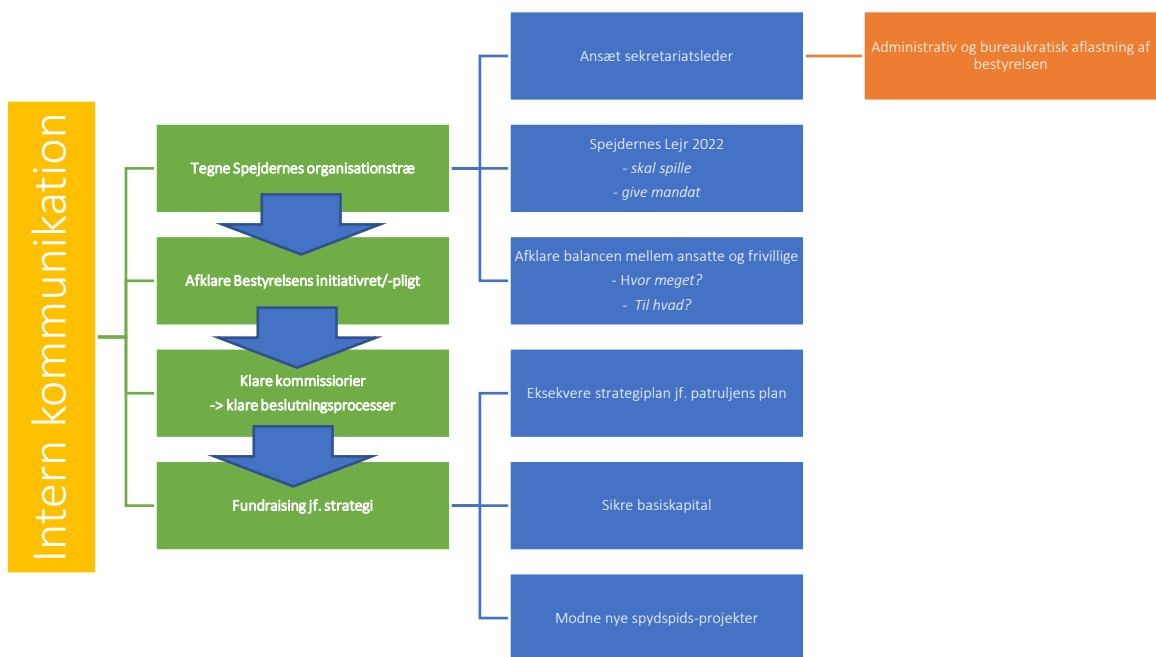 Intern kommunikation
Tegne Spejdernes organisationstræ
Afklare Bestyrelsens initiativret/-pligt
Klare kommissiorier
-> klare beslutningsprocesser
Fundraising jf. strategi
Ansæt sekretariatsleder
Spejdernes Lejr 2022
- skal spille
- give mandat
Afklare balancen mellem ansatte og frivillige
- Hvor meget?
- Til hvad?
Eksekvere strategiplan jf. patruljens plan
Sikre basiskapital
Modne nye spydspids-projekter
Administrativ og bureaukratisk aflastning af
bestyrelsen